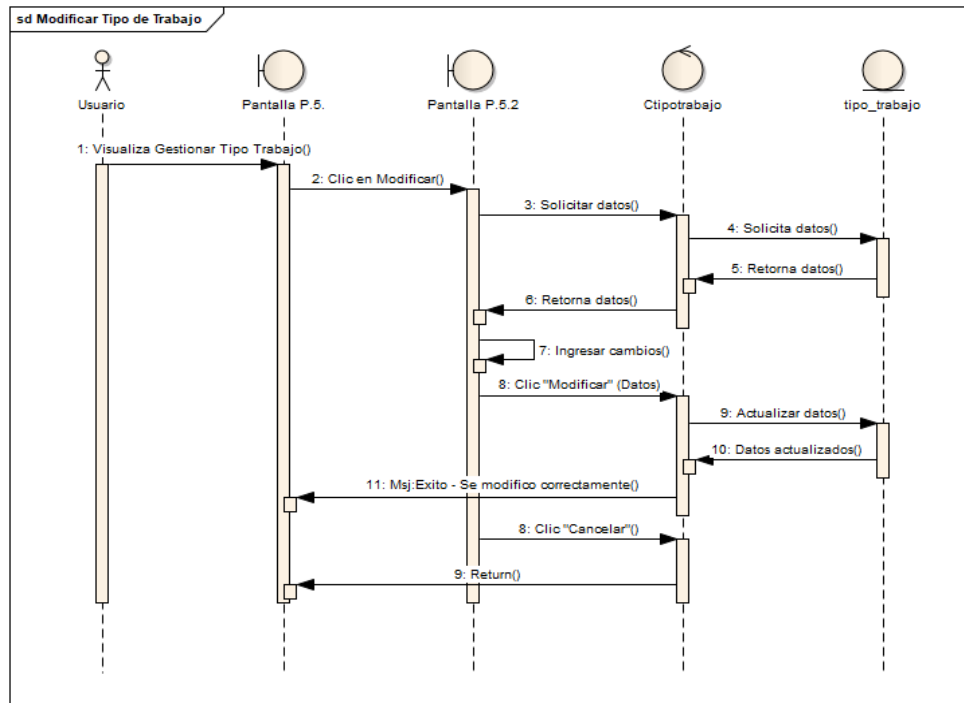 sd Modificar Tipo de Trabajo
Usuario
Pantalla P.5.
Pantalla P.5.2
Ctipotrabajo
tipo_trabajo
1: Visualiza Gestionar Tipo Trabajo()
2: Clic en Modificar()
3: Solicitar datos()
4: Solicita datos()
5: Retorna datos()
6: Retorna datos()
7: Ingresar cambios()
8: Clic "Modificar" (Datos)
9: Actualizar datos()
10: Datos actualizados()
11: Msj:Exito - Se modifico correctamente()
8: Clic "Cancelar"()
9: Return()